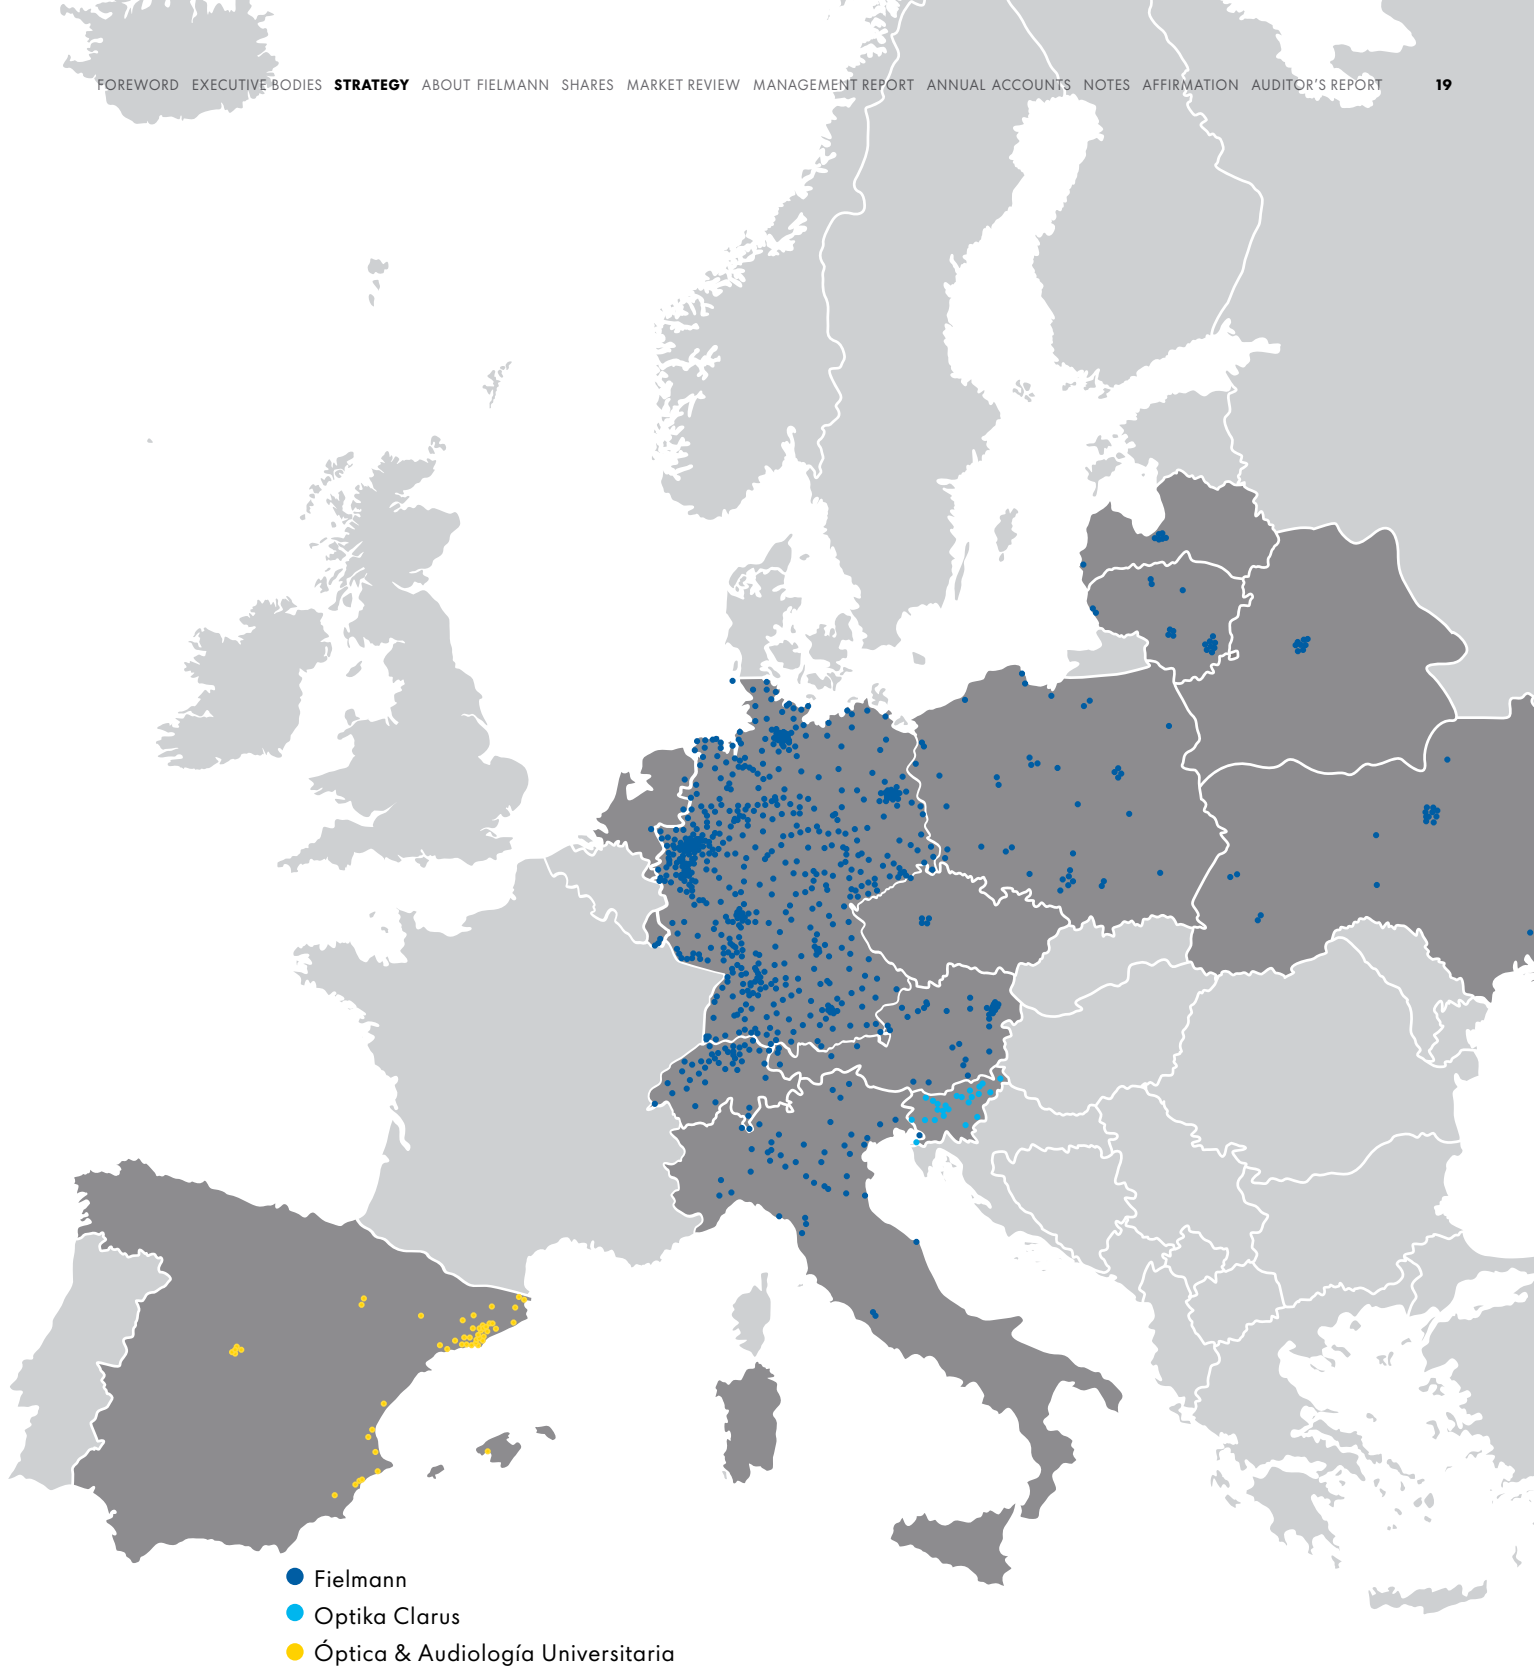 FOREWORD EXECUTIVE BODIES STRATEGY ABOUT FIELMANN SHARES MARKET REVIEW MANAGEMENT REPORT ANNUAL ACCOUNTS NOTES AFFIRMATION AUDITOR'S REPORT 19
Fielmann
Optika Clarus
Óptica & Audiología Universitaria